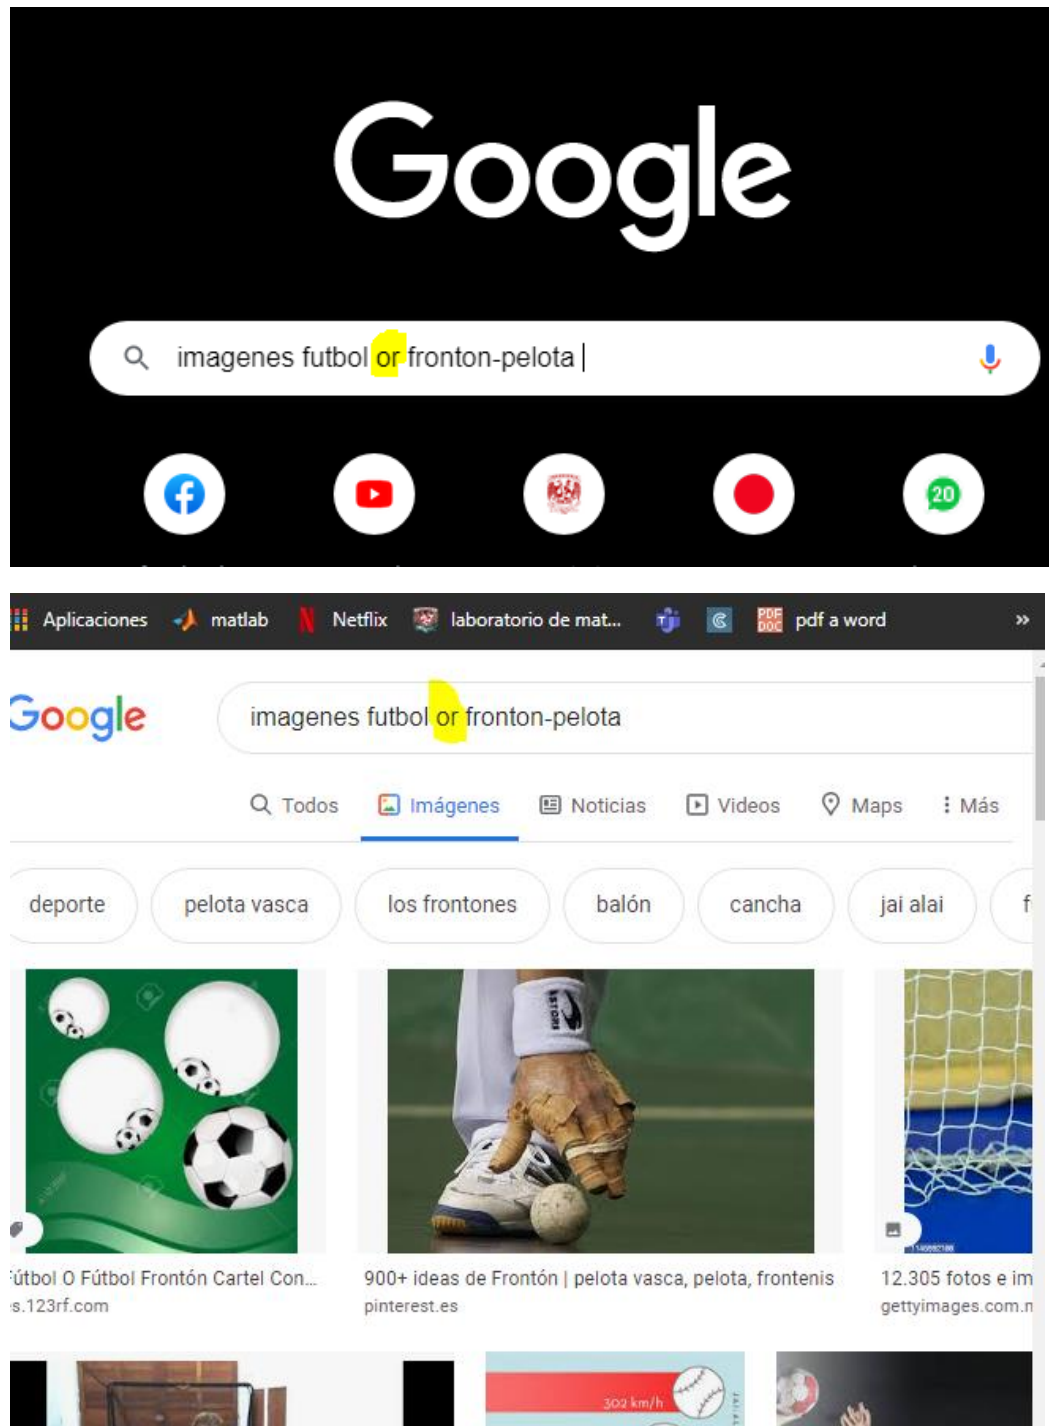 Google
imagenes futbol or fronton-pelota
20
Aplicaciones matlab Netflix laboratorio de mat... pdf a word »
Google imagenes futbol or fronton-pelota
Todos Imágenes Noticias Videos Maps Más
deporte pelota vasca los frontones balón cancha jai alai f
ASTORE
Fútbol O Fútbol Frontón Cartel Con... 900+ ideas de Frontón | pelota vasca, pelota, frontenis 12.305 fotos e im
s.123rf.com pinterest.es gettyimages.com.m
302 km/h